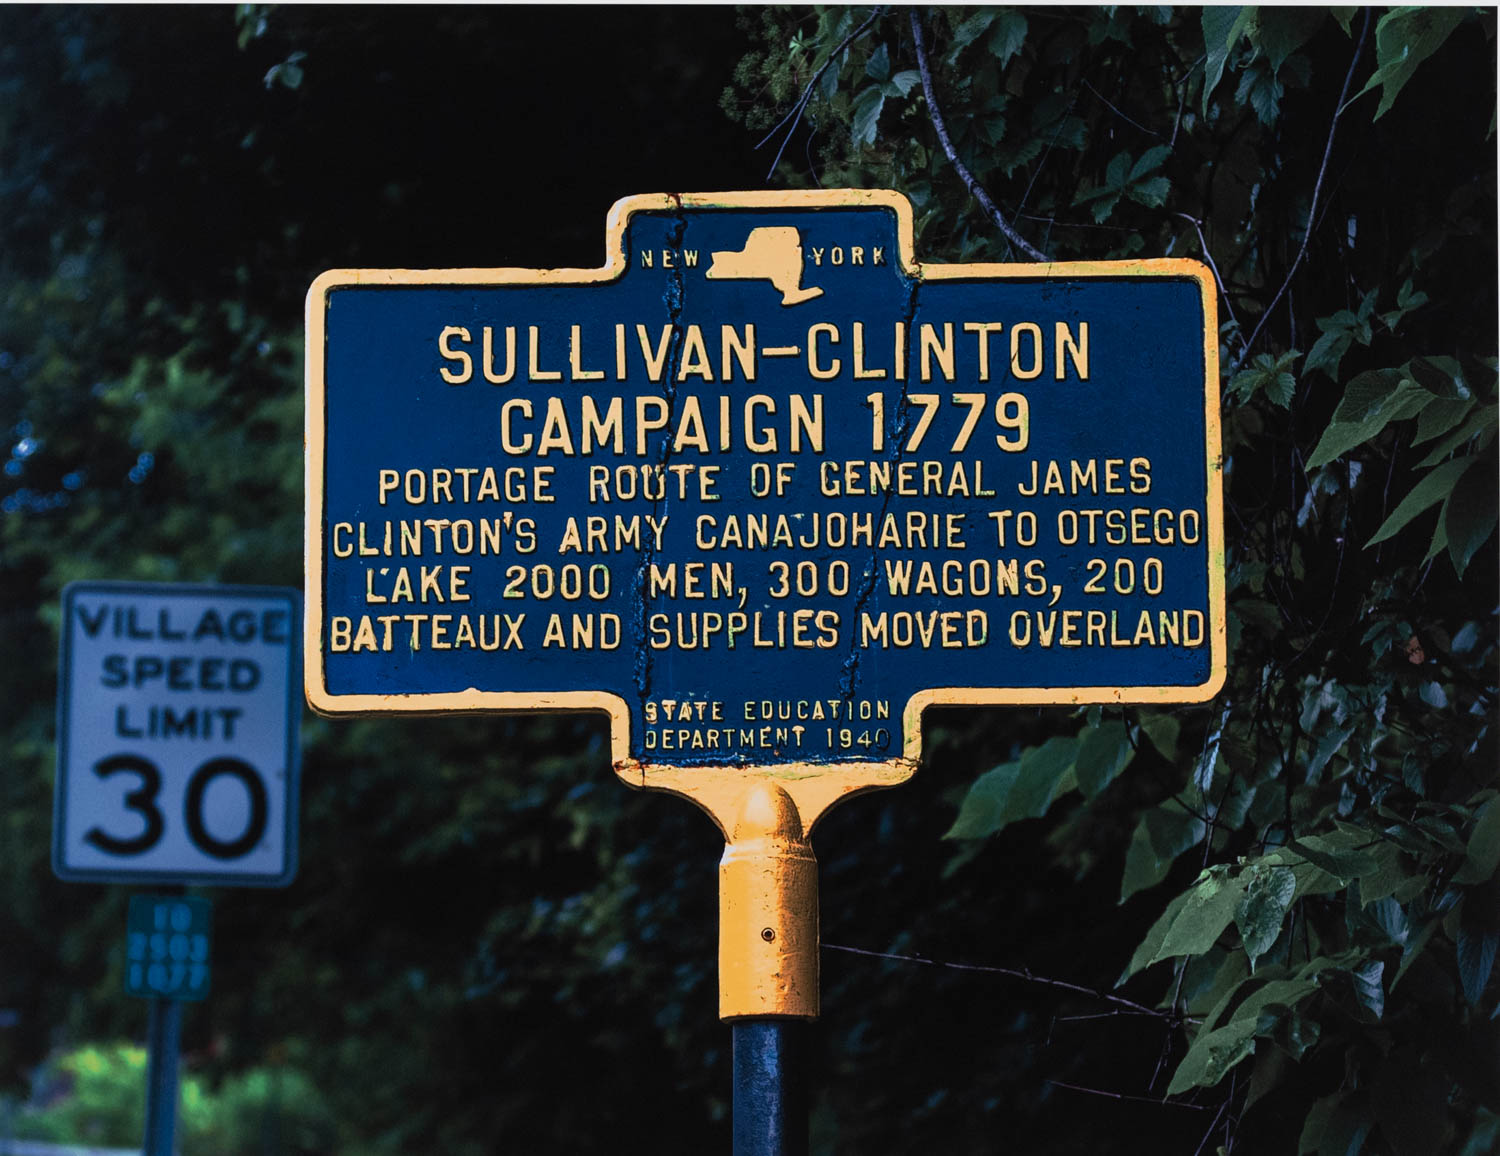 NEW YORK
SULLIVAN-CLINTON
CAMPAIGN 1779
PORTAGE ROUTE OF GENERAL JAMES
CLINTON'S ARMY CANAJOHARIE TO OTSEGO
LAKE 2000 MEN, 300 WAGONS, 200
BATTEAUX AND SUPPLIES MOVED OVERLAND
STATE EDUCATION
DEPARTMENT 1940
VILLAGE
SPEED
LIMIT
30